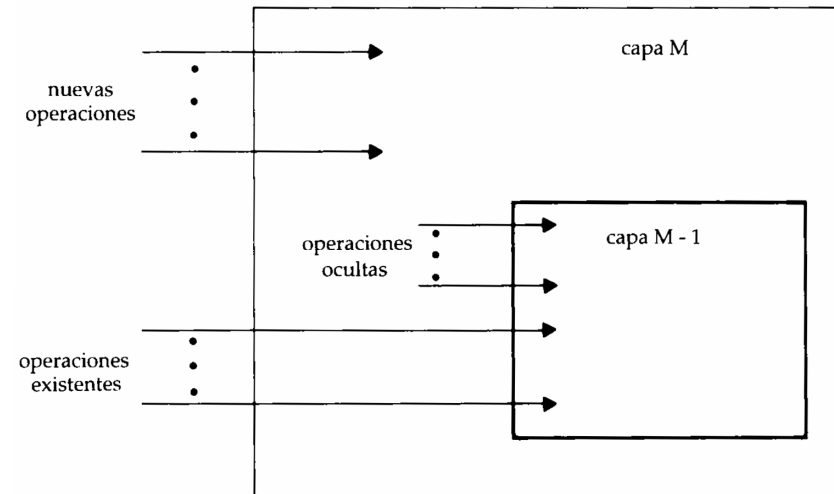 capa M
nuevas
operaciones
operaciones
ocultas
capa M - 1
operaciones
existentes